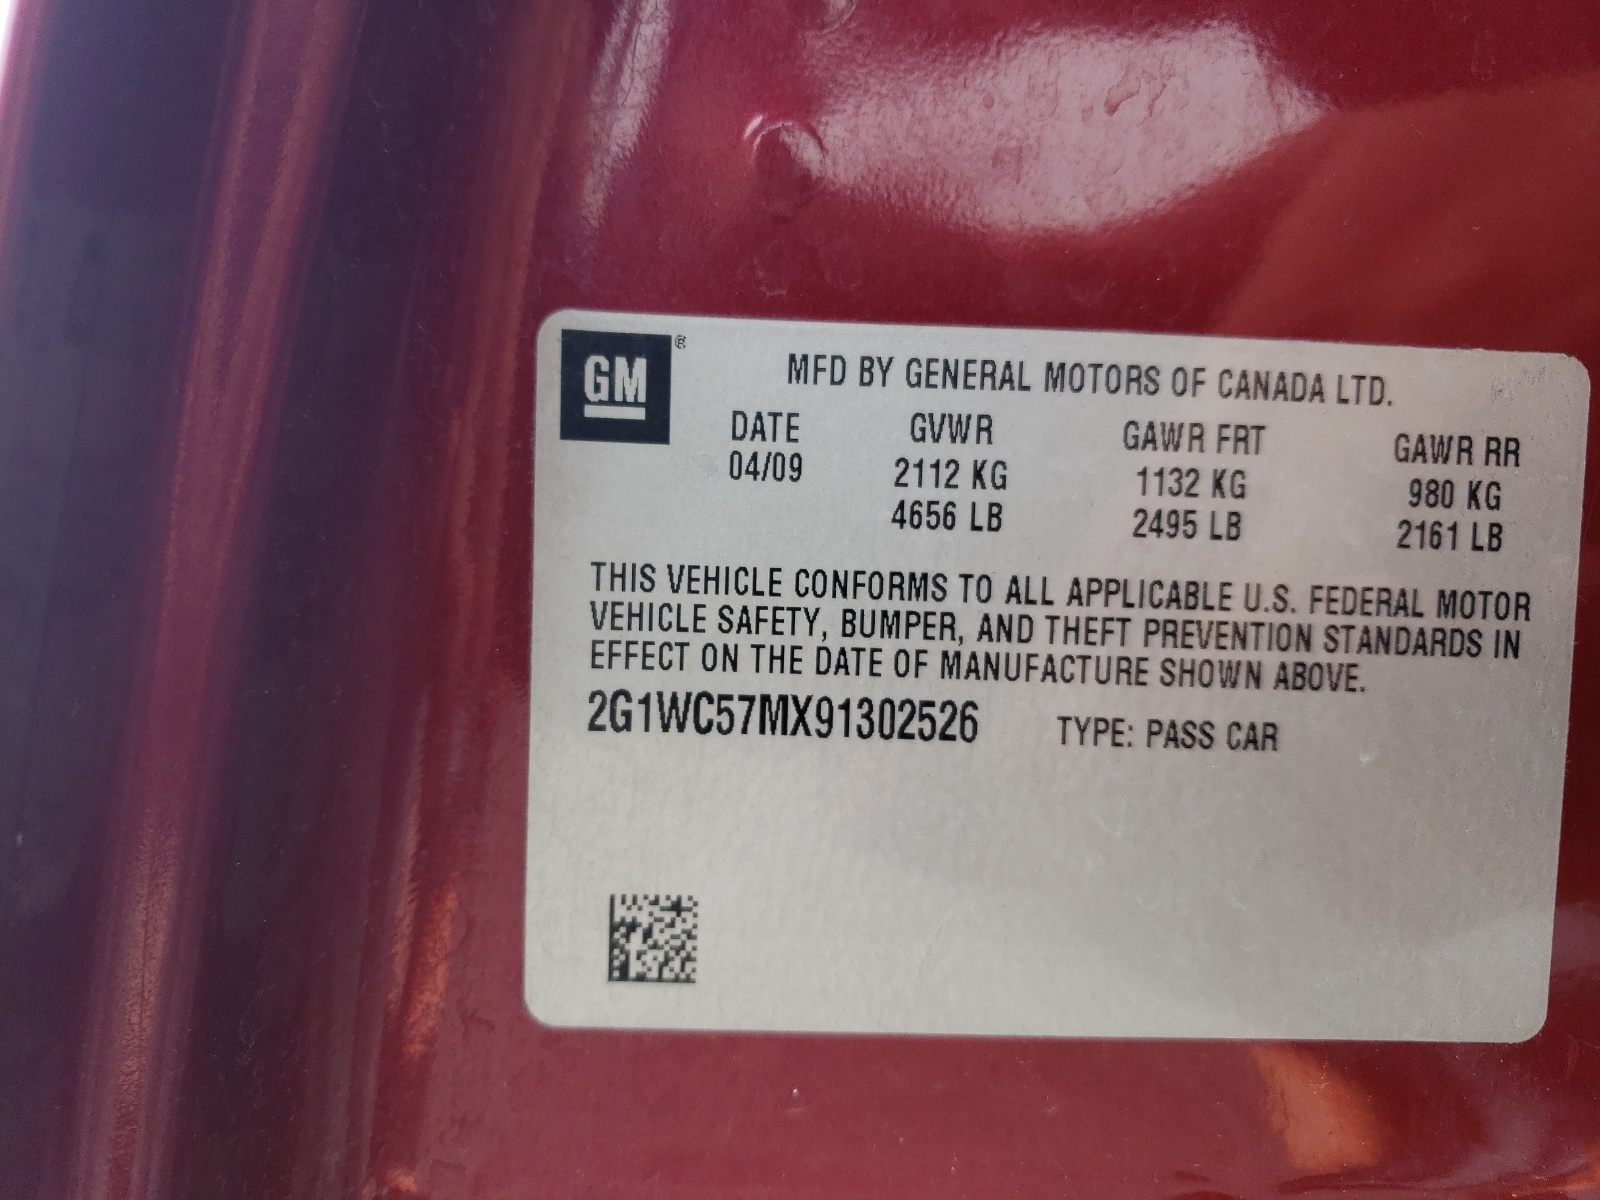 GM®
MFD BY GENERAL MOTORS OF CANADA LTD.
DATE GVWR GAWR FRT GAWR RR
04/09 2112 KG 1132 KG 980 KG
4656 LB 2495 LB 2161 LB
THIS VEHICLE CONFORMS TO ALL APPLICABLE U.S. FEDERAL MOTOR
VEHICLE SAFETY, BUMPER, AND THEFT PREVENTION STANDARDS IN
EFFECT ON THE DATE OF MANUFACTURE SHOWN ABOVE.
2G1WC57MX91302526 TYPE: PASS CAR